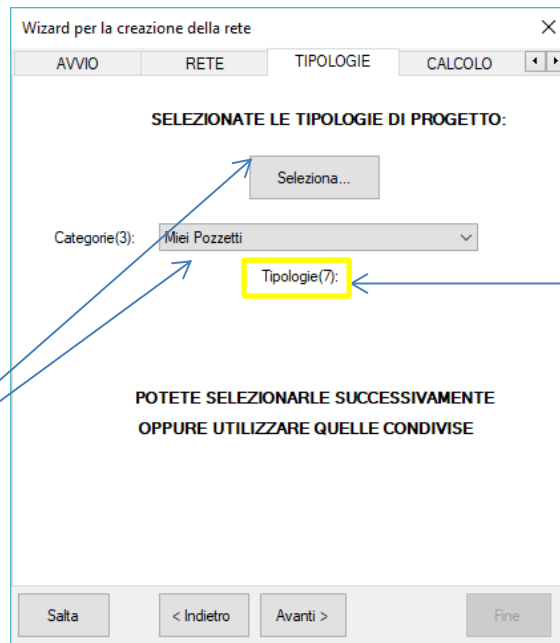 Wizard per la creazione della rete
AVVIO RETE TIPOLOGIE CALCOLO
SELEZIONATE LE TIPOLOGIE DI PROGETTO:
Seleziona...
Categorie(3): Miei Pozzetti
Tipologie(7):
POTETE SELEZIONARLE SUCCESSIVAMENTE
OPPURE UTILIZZARE QUELLE CONDIVISE
Salta < Indietro Avanti > Fine